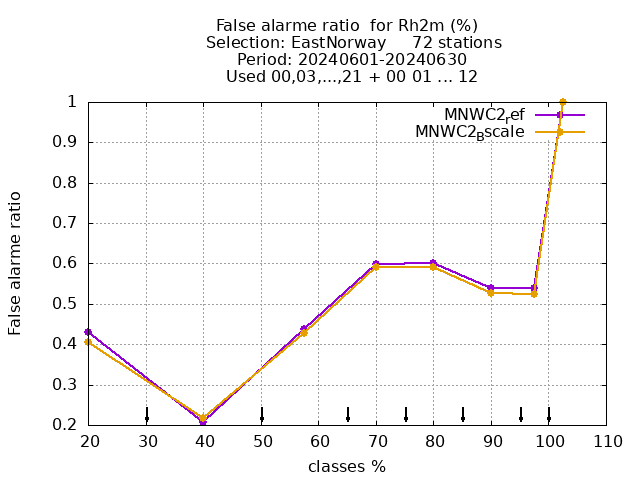 False alarme ratio  for Rh2m (%)
Selection: EastNorway     72 stations
Period: 20240601-20240630
Used 00,03,...,21 + 00 01 ... 12
MNWC2ref
MNWC2Bscale
False alarme ratio
1
0.9
0.8
0.7
0.6
0.5
0.4
0.3
0.2
20 30 40 50 60 70 80 90 100 110
classes %